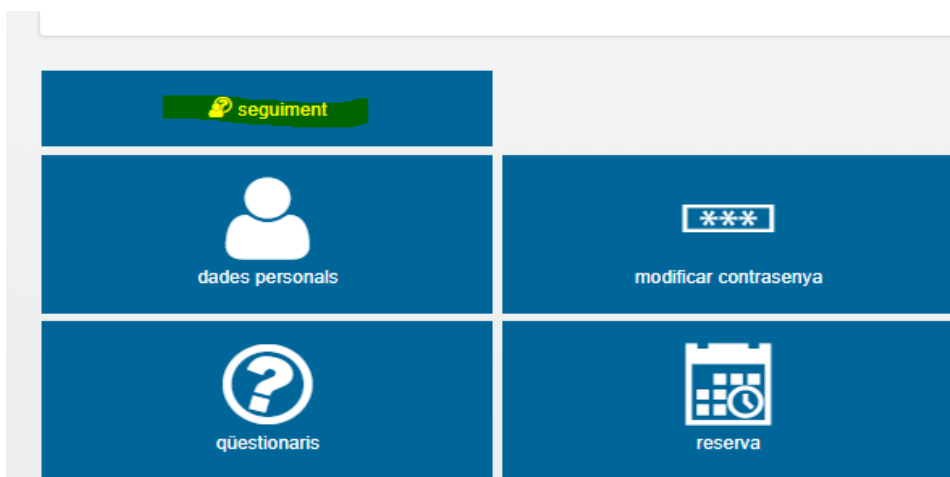 seguiment
dades personals
***
modificar contrasenya
qüestionaris
reserva